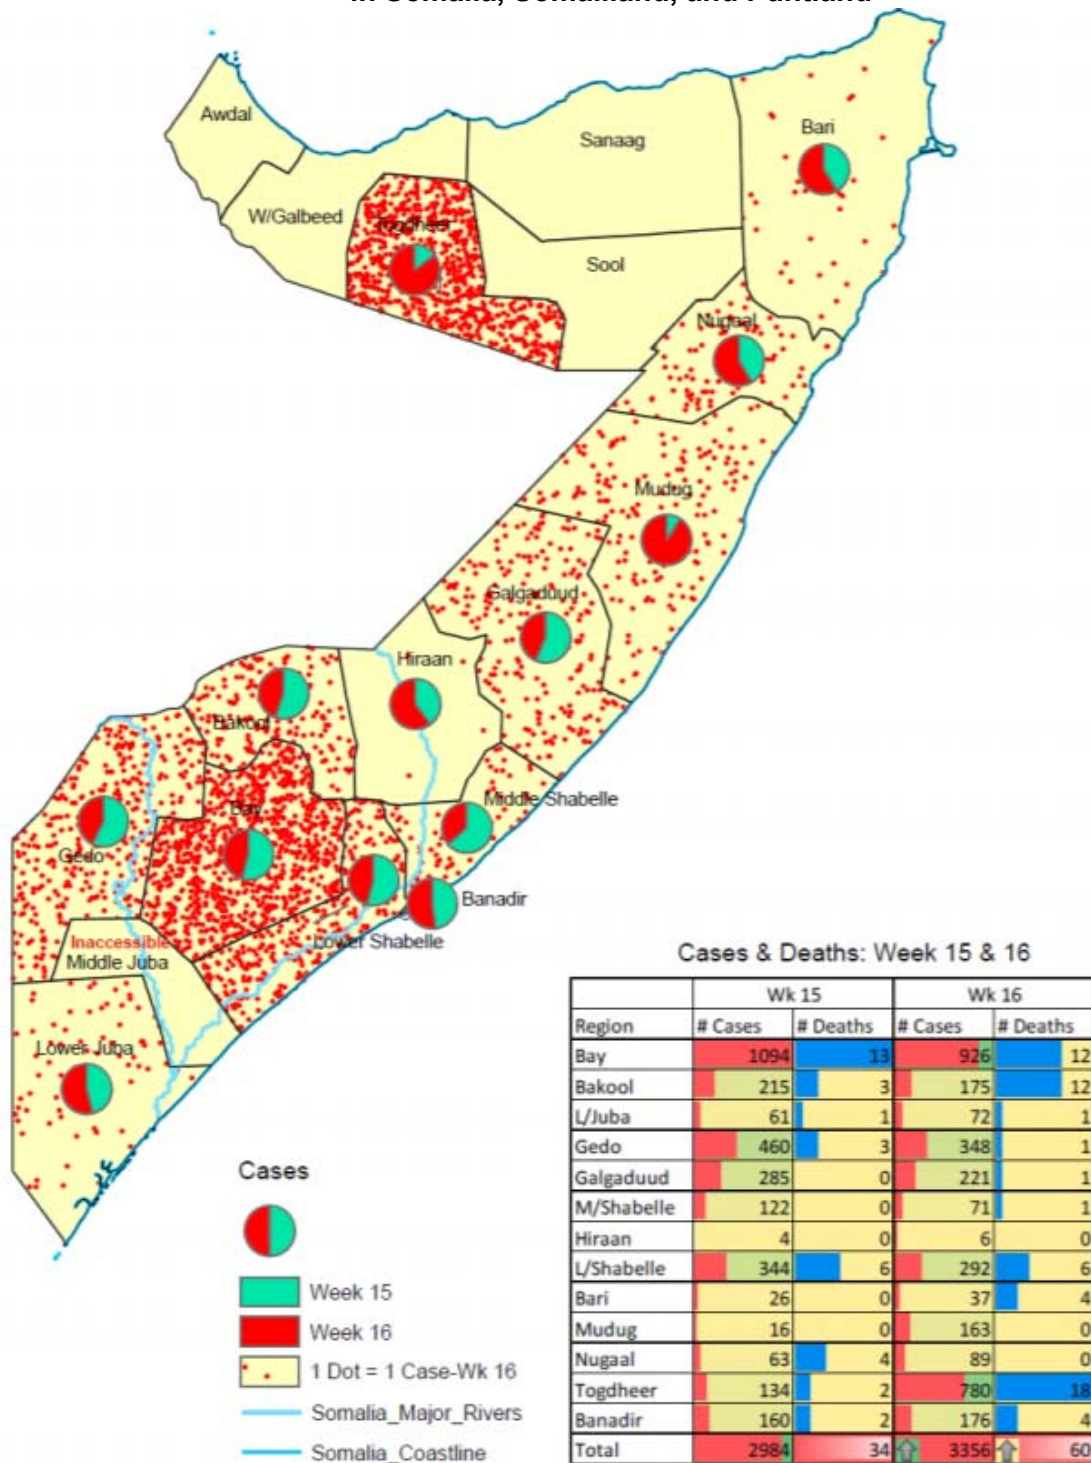 in Somalia, Somaliland, and Puntland
Awdal
Sanaag
Bari
W/Galbeed
Togdheer
Sool
Nugaal
Mudug
Galgaduud
Hiraan
Bakool
Middle Shabelle
Bay
Gedo
Banadir
Lower Shabelle
Inaccessible
Middle Juba
Lower Juba
Cases
Week 15
Week 16
1 Dot = 1 Case-Wk 16
Somalia_Major_Rivers
Somalia_Coastline
Cases & Deaths: Week 15 & 16
Wk 15 Wk 16
Region # Cases # Deaths # Cases # Deaths
Bay 1094 13 926 12
Bakool 215 3 175 12
L/Juba 61 1 72 1
Gedo 460 3 348 1
Galgaduud 285 0 221 1
M/Shabelle 122 0 71 1
Hiraan 4 0 6 0
L/Shabelle 344 6 292 6
Bari 26 0 37 4
Mudug 16 0 163 0
Nugaal 63 4 89 0
Togdheer 134 2 780 18
Banadir 160 2 176 4
Total 2984 34 3356 60